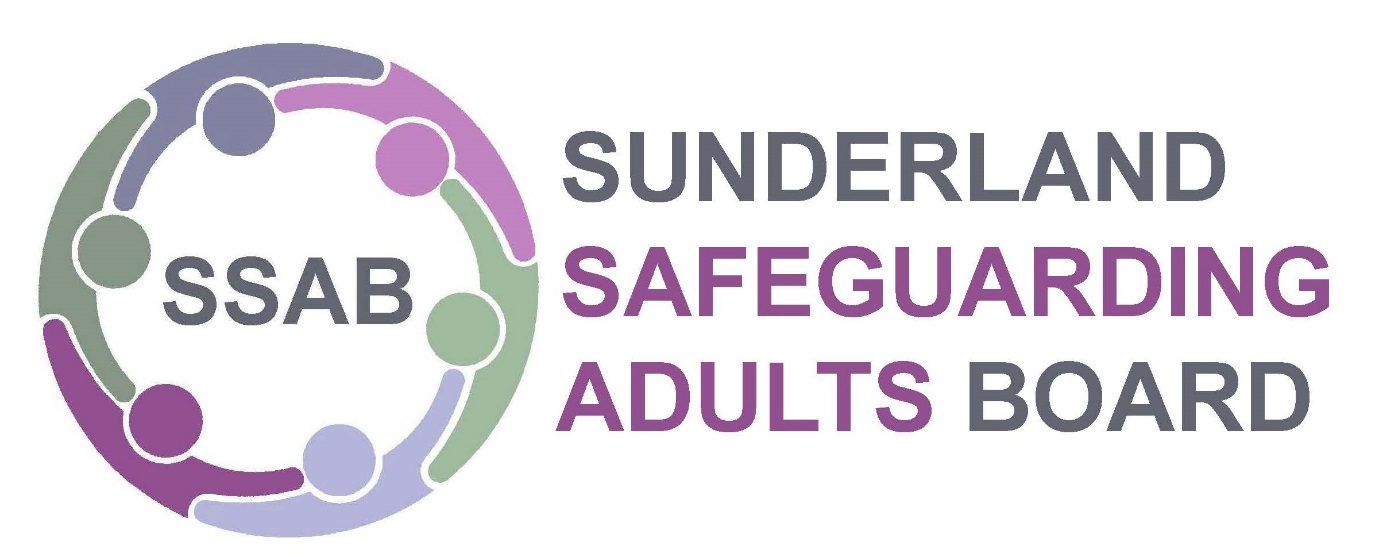 SSAB
SUNDERLAND
SAFEGUARDING
ADULTS BOARD